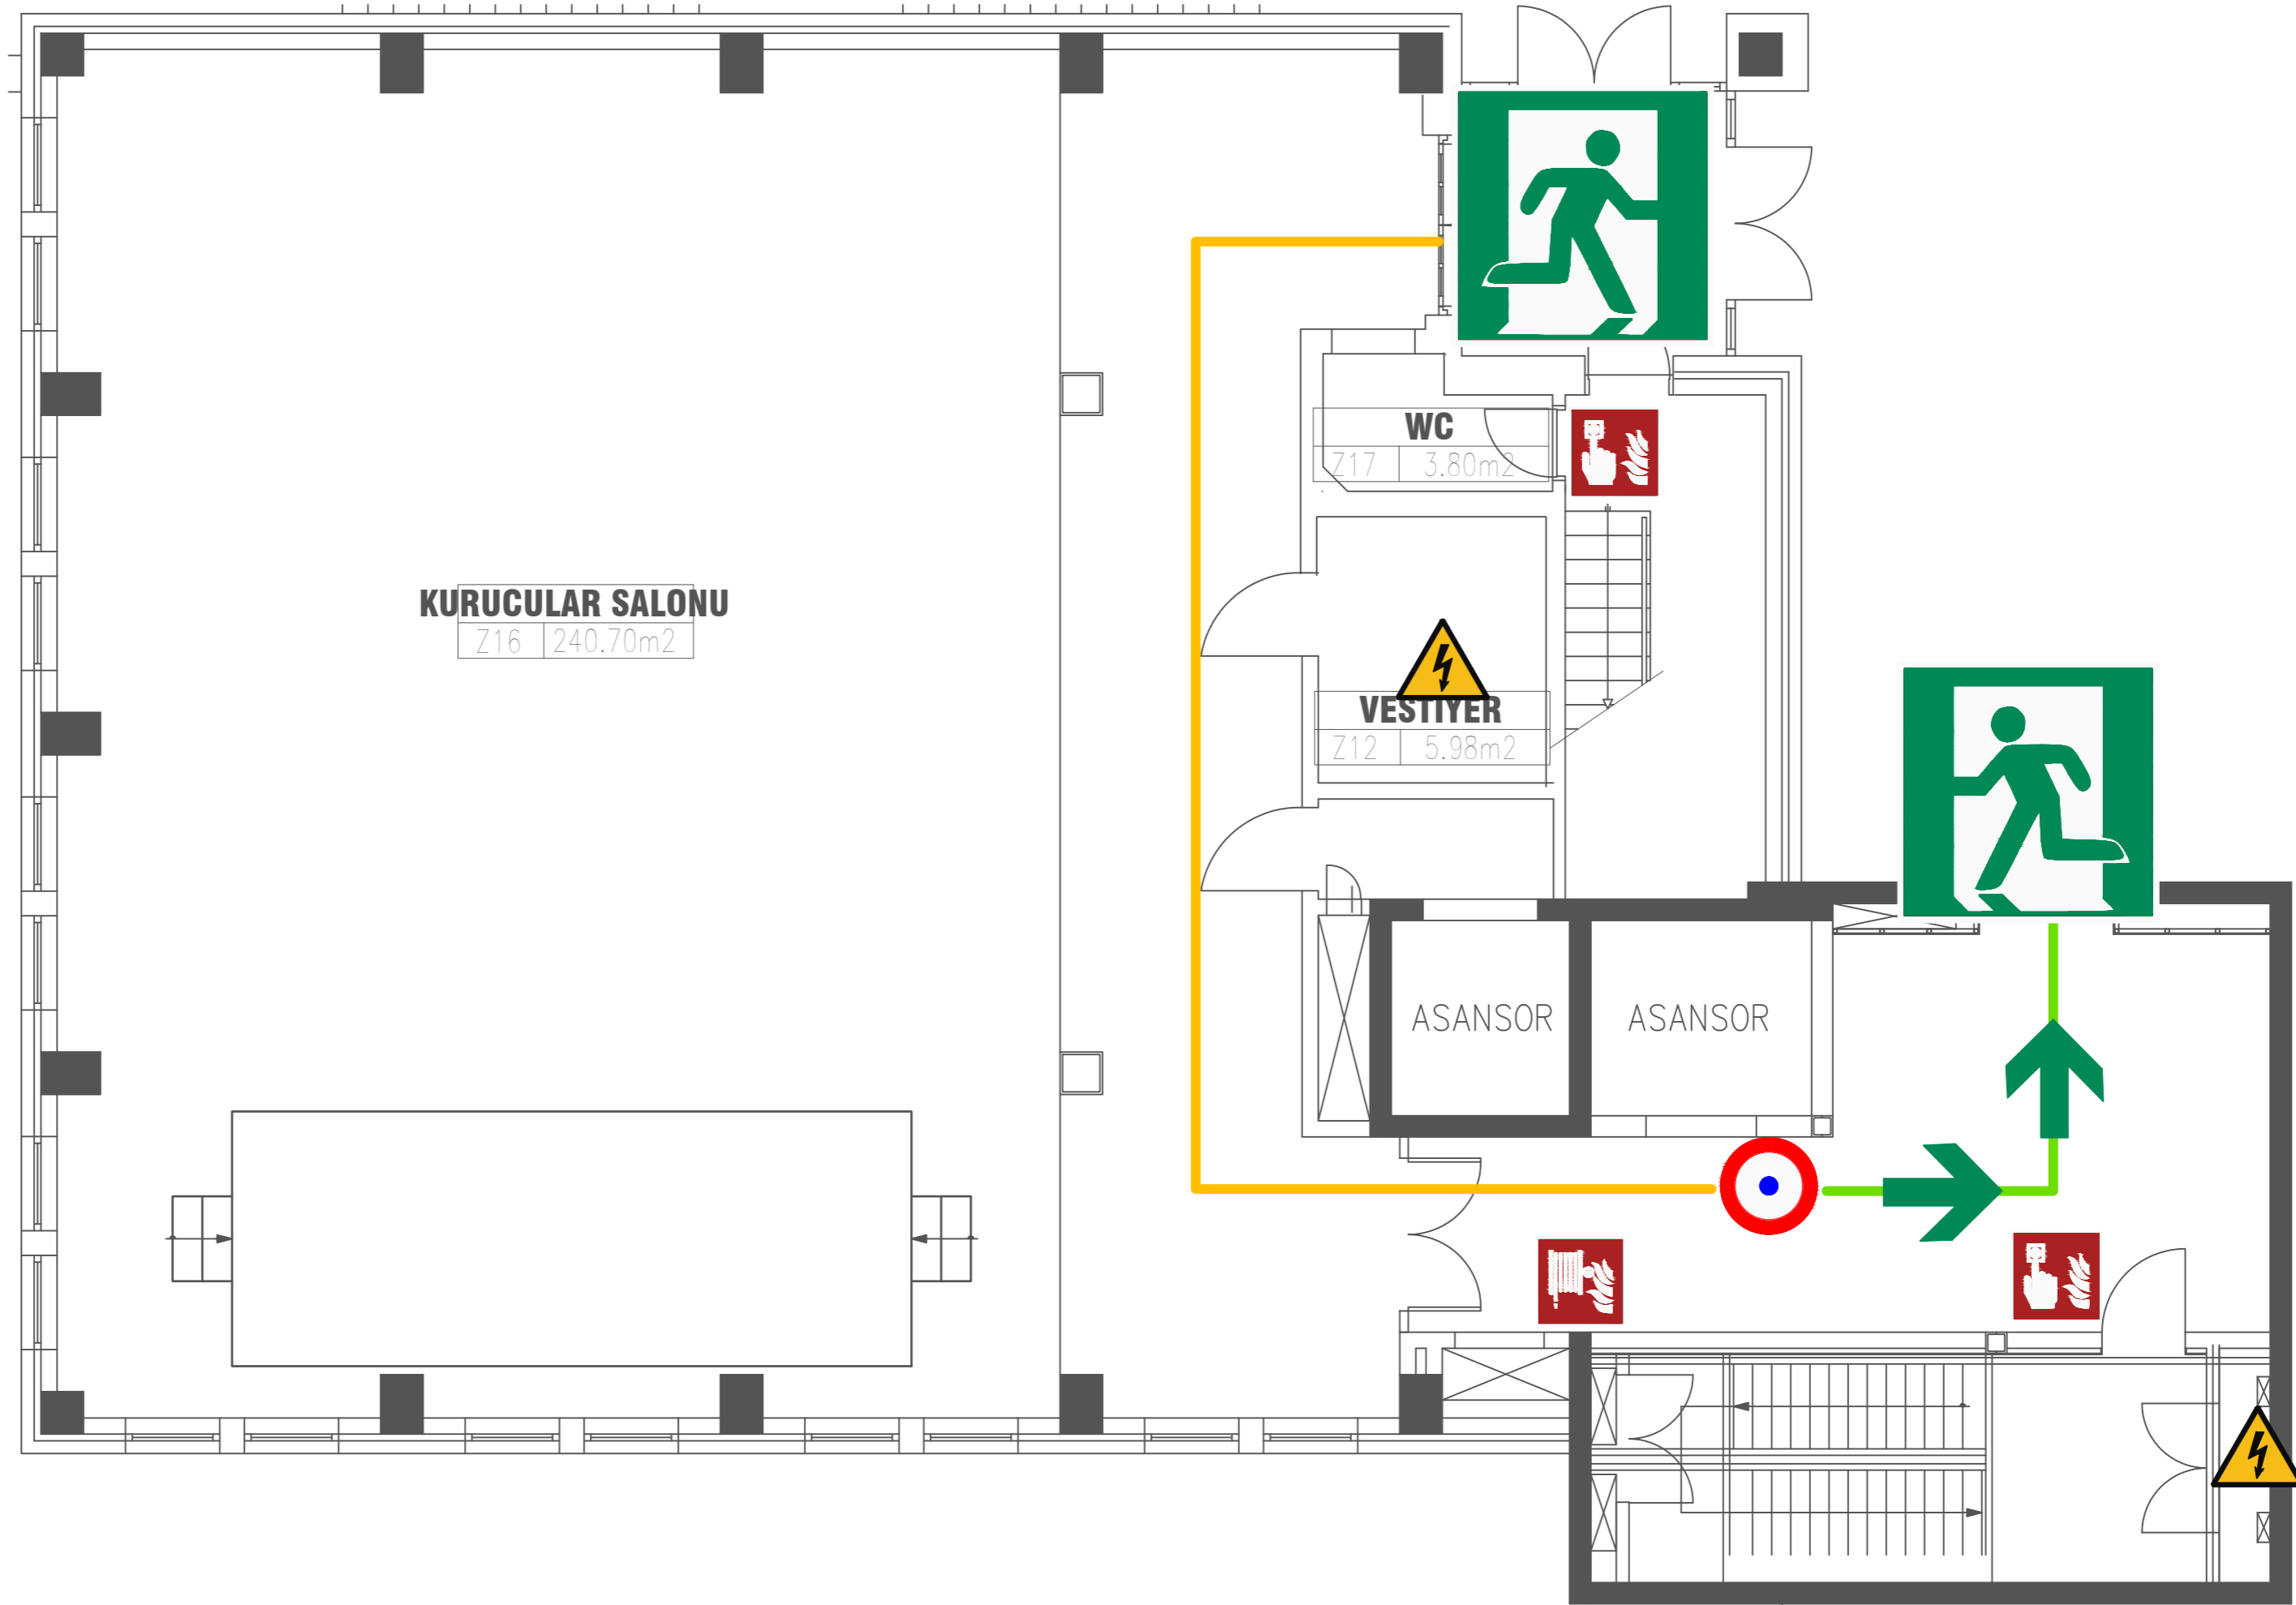 WC
Z17 3.80m2
KURUCULAR SALONU
Z16 240.70m2
VESTIYER
Z12 5.98m2
ASANSOR
ASANSOR